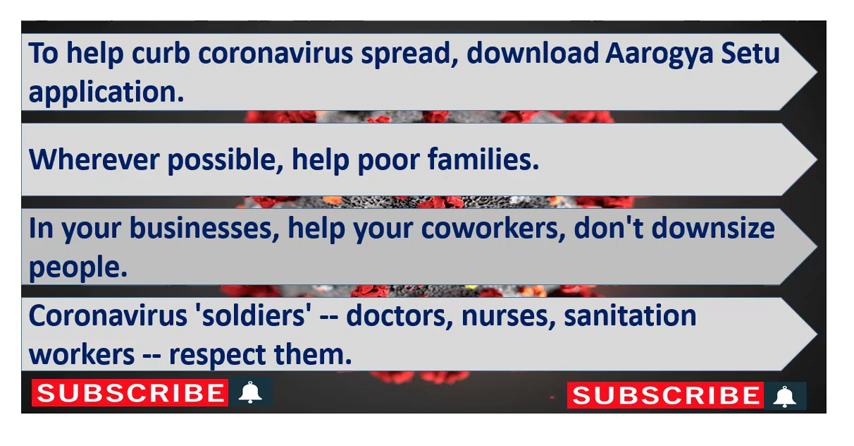 To help curb coronavirus spread, download Aarogya Setu
application.
Wherever possible, help poor families.
In your businesses, help your coworkers, don't downsize
people.
Coronavirus 'soldiers' -- doctors, nurses, sanitation
workers -- respect them.
SUBSCRIBE
SUBSCRIBE